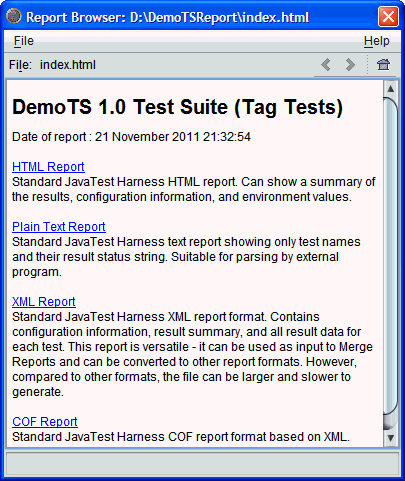 Report Browser: D:\DemoTSReport\index.html
File Help
File: index.html
DemoTS 1.0 Test Suite (Tag Tests)
Date of report : 21 November 2011 21:32:54
HTML Report
Standard JavaTest Harness HTML report. Can show a summary of
the results, configuration information, and environment values.
Plain Text Report
Standard JavaTest Harness text report showing only test names
and their result status string. Suitable for parsing by external
program.
XML Report
Standard JavaTest Harness XML report format. Contains
configuration information, result summary, and all result data for
each test. This report is versatile - it can be used as input to Merge
Reports and can be converted to other report formats. However,
compared to other formats, the file can be larger and slower to
generate.
COF Report
Standard JavaTest Harness COF report format based on XML.